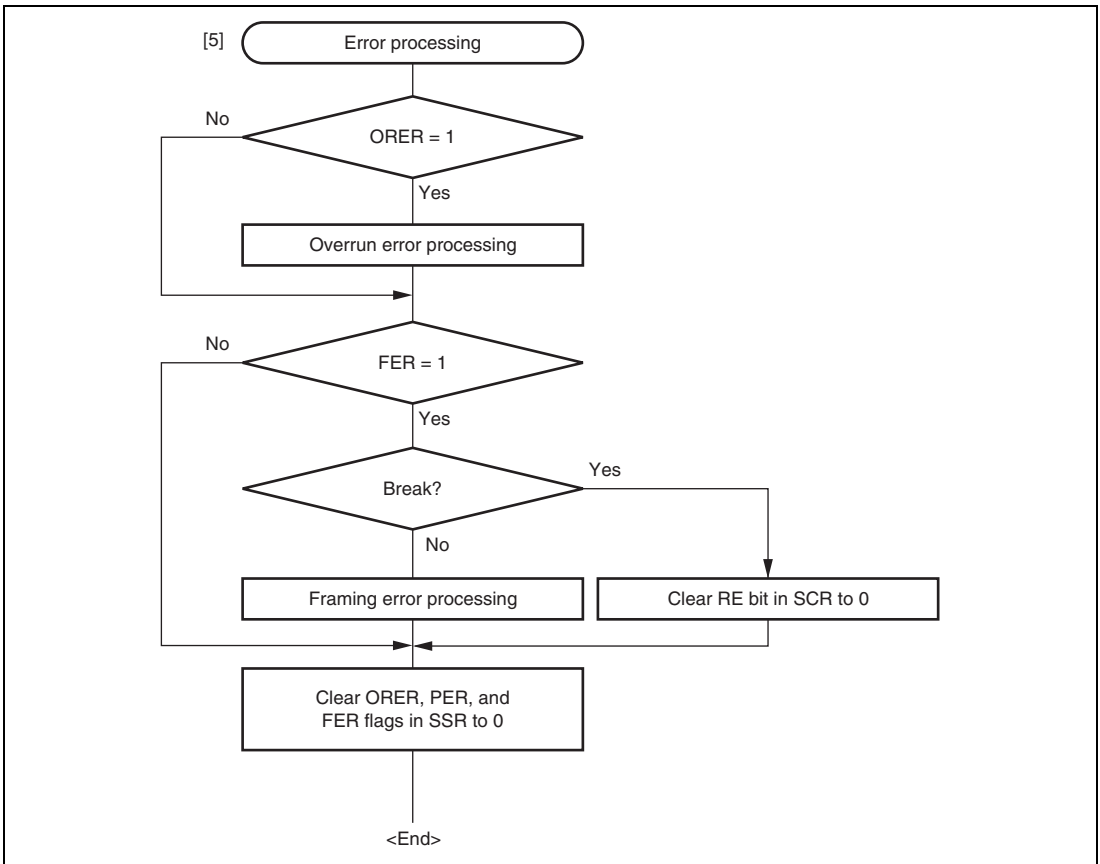 [5]
Error processing
No
ORER = 1
Yes
Overrun error processing
No
FER = 1
Yes
Break?
Yes
No
Framing error processing
Clear RE bit in SCR to 0
Clear ORER, PER, and
FER flags in SSR to 0
<End>